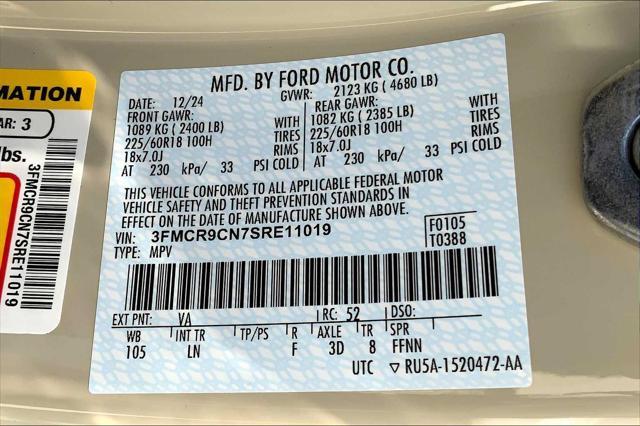 MFD. BY FORD MOTOR CO.
DATE: 12/24 GVWR: 2123 KG ( 4680 LB)
FRONT GAWR: REAR GAWR:
1089 KG ( 2400 LB) WITH 1082 KG ( 2385 LB) WITH
225/60R18 100H TIRES 225/60R18 100H TIRES
18x7.0J RIMS 18x7.0J RIMS
AT 230 kPa/ 33 PSI COLD AT 230 kPa/ 33 PSI COLD
THIS VEHICLE CONFORMS TO ALL APPLICABLE FEDERAL MOTOR
VEHICLE SAFETY AND THEFT PREVENTION STANDARDS IN
EFFECT ON THE DATE OF MANUFACTURE SHOWN ABOVE.
VIN: 3FMCR9CN7SRE11019 F0105
TYPE: MPV T0388
EXT PNT: VA RC: 52 DSO:
WB INT TR TP/PS R AXLE TR SPR
105 LN F 3D 8 FFNN
UTC ▽ RU5A-1520472-AA
MATION
AR: 3
lbs.
3FMCR9CN7SRE11019